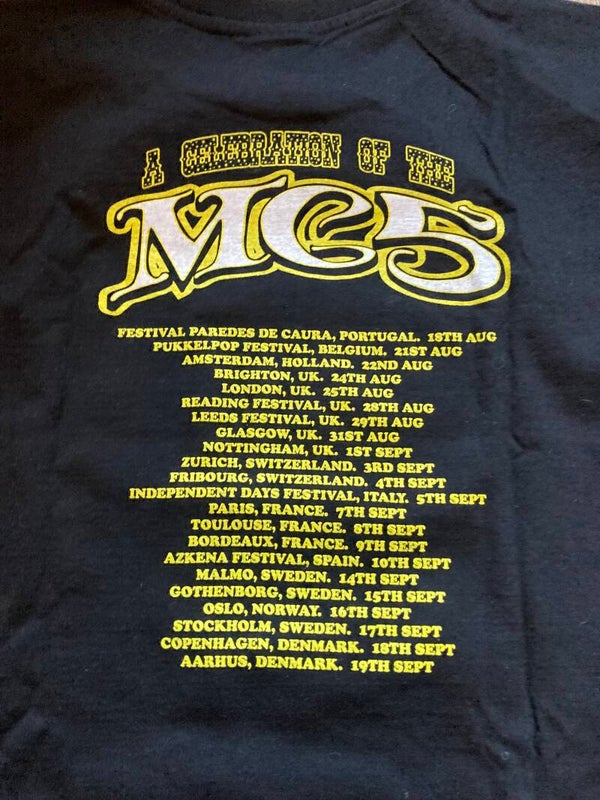 A CELEBRATION OF THE
MC5
FESTIVAL PAREDES DE CAURA, PORTUGAL. 18TH AUG
PUKKELPOP FESTIVAL, BELGIUM. 21ST AUG
AMSTERDAM, HOLLAND. 22ND AUG
BRIGHTON, UK. 24TH AUG
LONDON, UK. 25TH AUG
READING FESTIVAL, UK. 28TH AUG
LEEDS FESTIVAL, UK. 29TH AUG
GLASGOW, UK. 31ST AUG
NOTTINGHAM, UK. 1ST SEPT
ZURICH, SWITZERLAND. 3RD SEPT
FRIBOURG, SWITZERLAND. 4TH SEPT
INDEPENDENT DAYS FESTIVAL, ITALY. 5TH SEPT
PARIS, FRANCE. 7TH SEPT
TOULOUSE, FRANCE. 8TH SEPT
BORDEAUX, FRANCE. 9TH SEPT
AZKENA FESTIVAL, SPAIN. 10TH SEPT
MALMO, SWEDEN. 14TH SEPT
GOTHENBORG, SWEDEN. 15TH SEPT
OSLO, NORWAY. 16TH SEPT
STOCKHOLM, SWEDEN. 17TH SEPT
COPENHAGEN, DENMARK. 18TH SEPT
AARHUS, DENMARK. 19TH SEPT